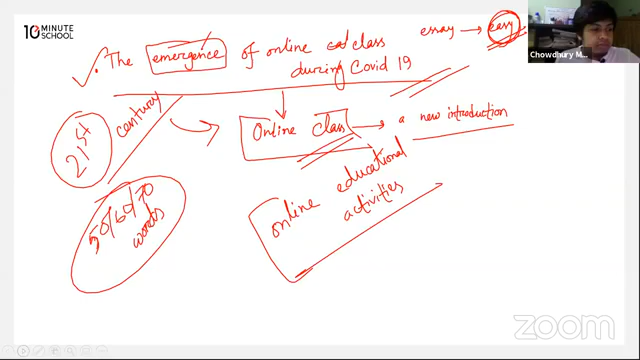 10 MINUTE SCHOOL
The emergence of online class essay → easy
during Covid 19
Chowdhury M...
21st century
Online class → a new introduction
50/60/70 words
online educational activities
zoom